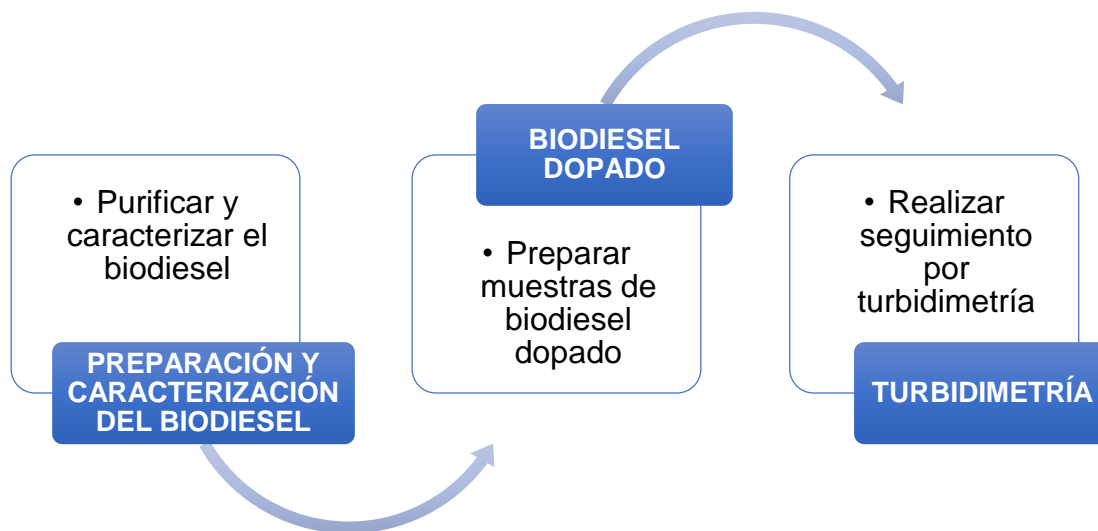 • Purificar y
caracterizar el
biodiesel
PREPARACIÓN Y
CARACTERIZACIÓN
DEL BIODIESEL
BIODIESEL
DOPADO
• Preparar
muestras de
biodiesel
dopado
• Realizar
seguimiento
por
turbidimetría
TURBIDIMETRÍA